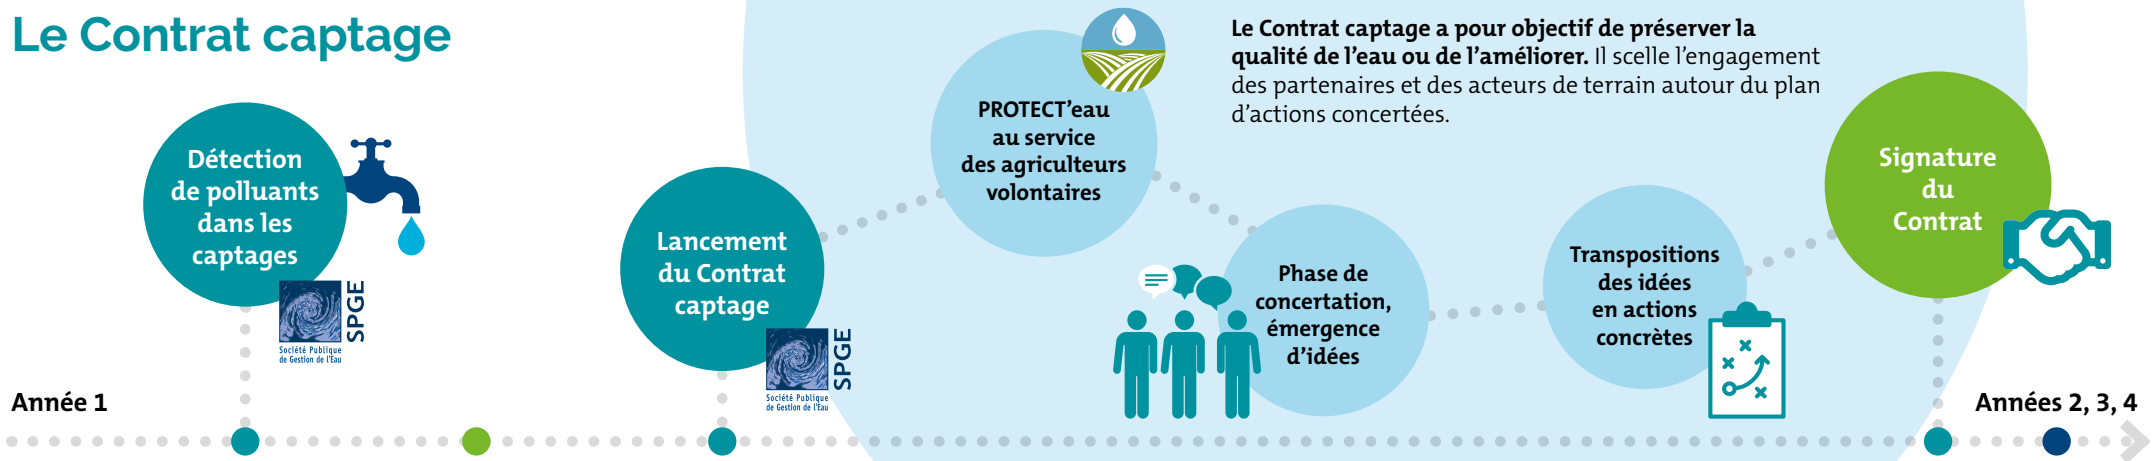 Le Contrat captage
Le Contrat captage a pour objectif de préserver la
qualité de l'eau ou de l'améliorer. Il scelle l'engagement
des partenaires et des acteurs de terrain autour du plan
d'actions concertées.
Détection
de polluants
dans les
captages
SPGE
Société Publique
de Gestion de l'Eau
Lancement
du Contrat
captage
SPGE
Société Publique
de Gestion de l'Eau
PROTECT'eau
au service
des agriculteurs
volontaires
Phase de
concertation,
émergence
d'idées
Transpositions
des idées
en actions
concrètes
Signature
du
Contrat
Année 1
Années 2, 3, 4